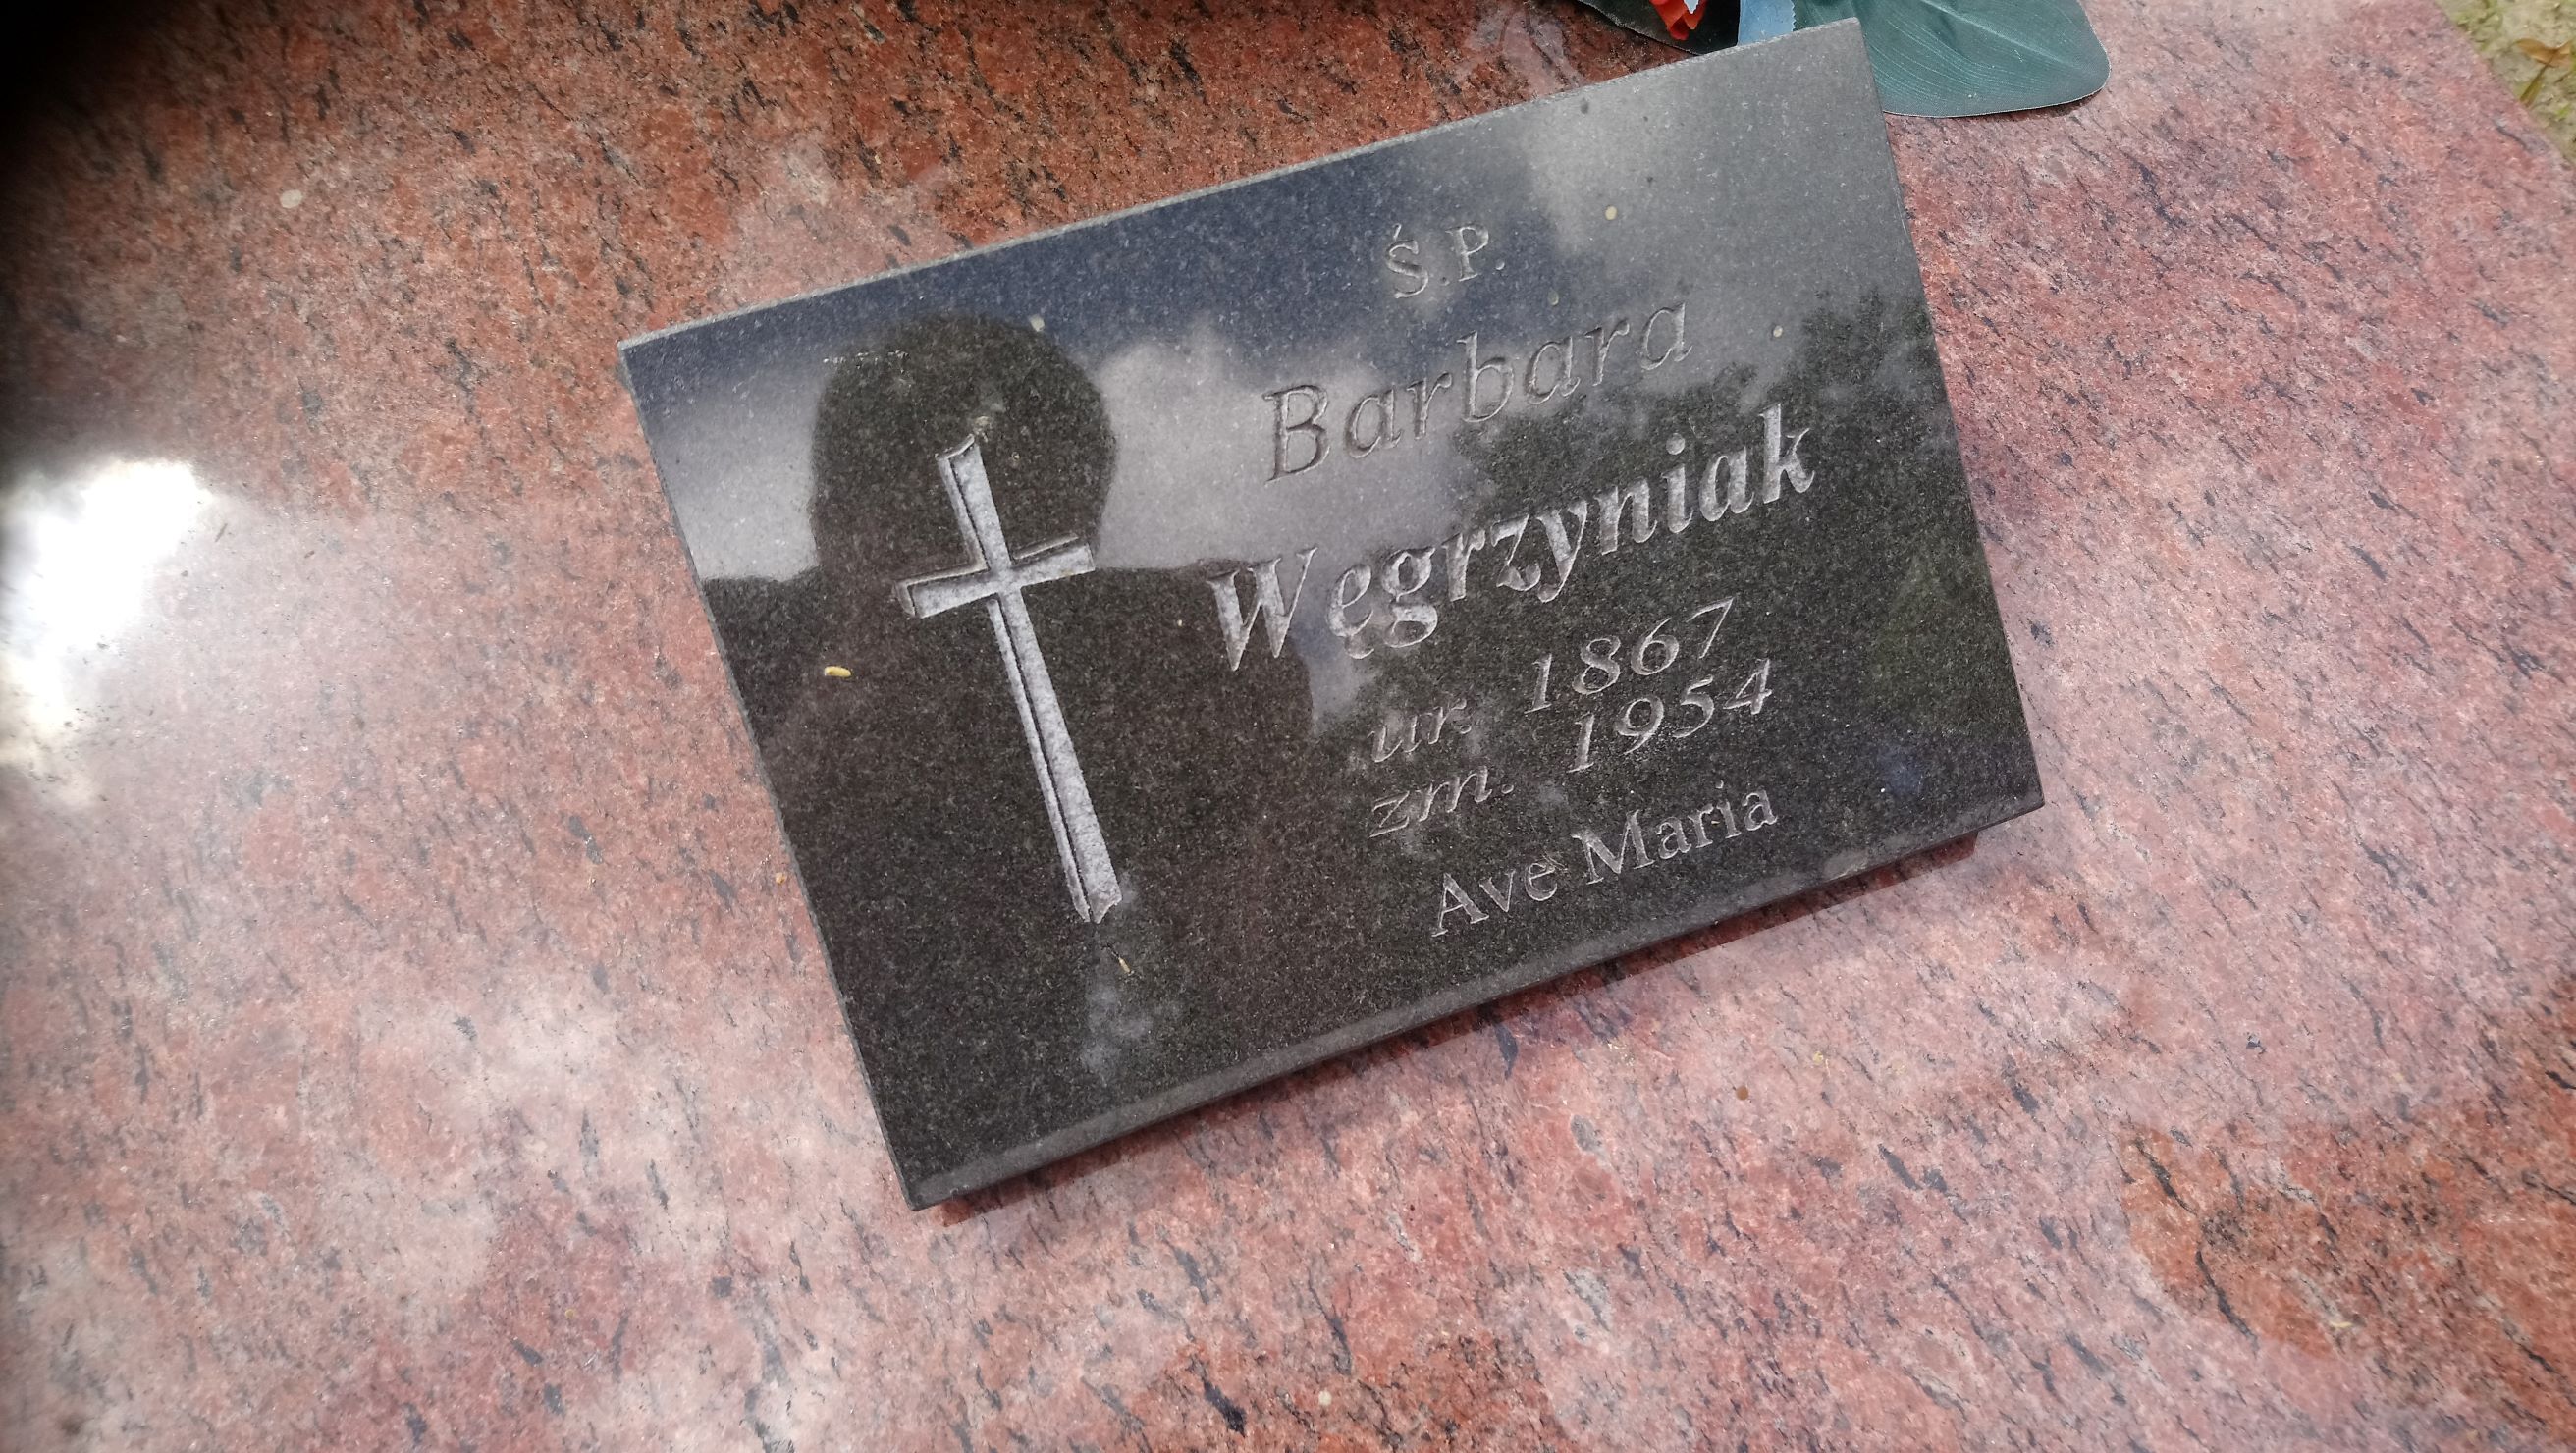 Ś.P.
Barbara
Węgrzyniak
ur. 1867
zm. 1954
Ave Maria